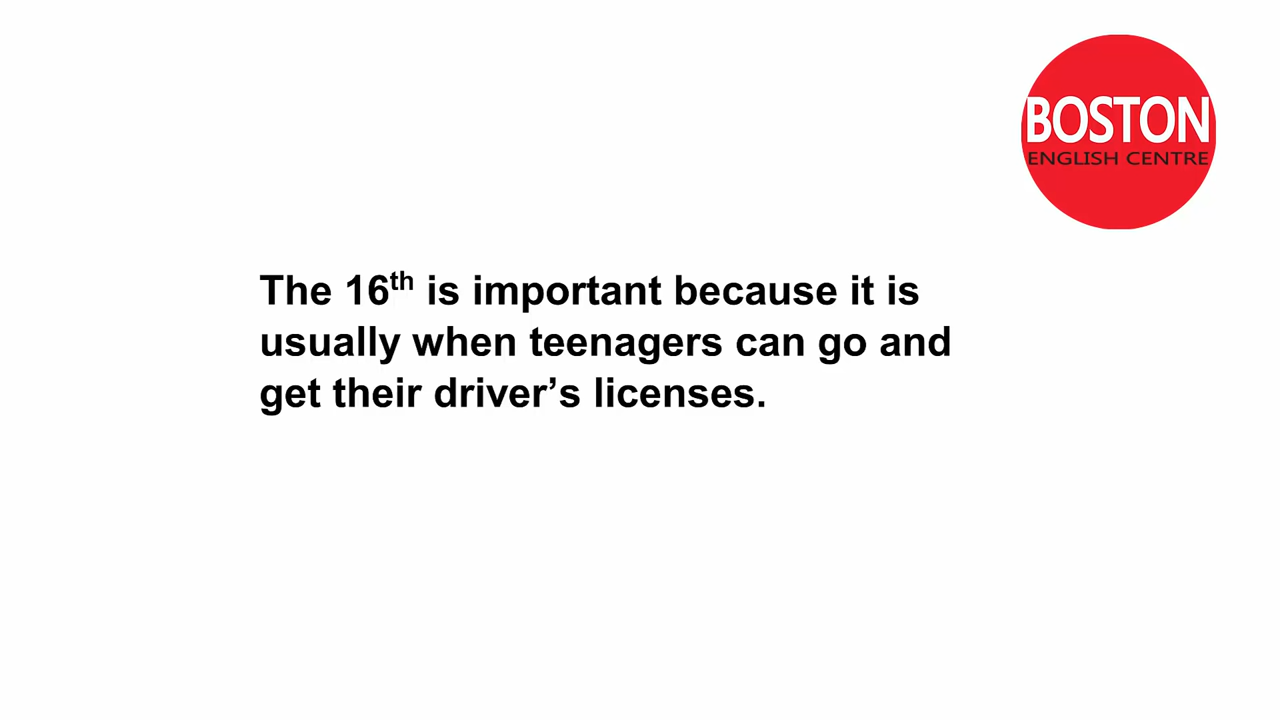 BOSTON
ENGLISH CENTRE
The 16th is important because it is
usually when teenagers can go and
get their driver’s licenses.